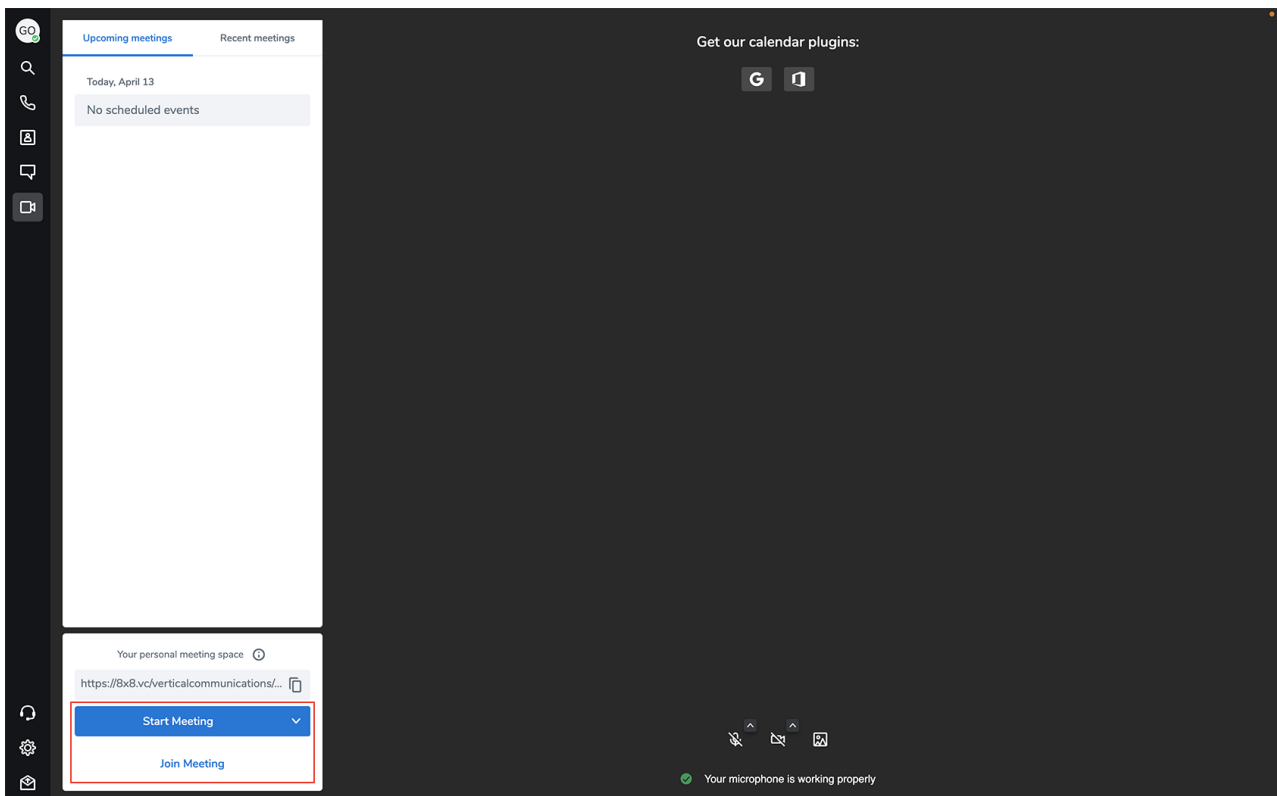 GO
Upcoming meetings
Recent meetings
Today, April 13
No scheduled events
Your personal meeting space
https://8x8.vc/verticalcommunications/...
Start Meeting
Join Meeting
Get our calendar plugins:
G
Your microphone is working properly